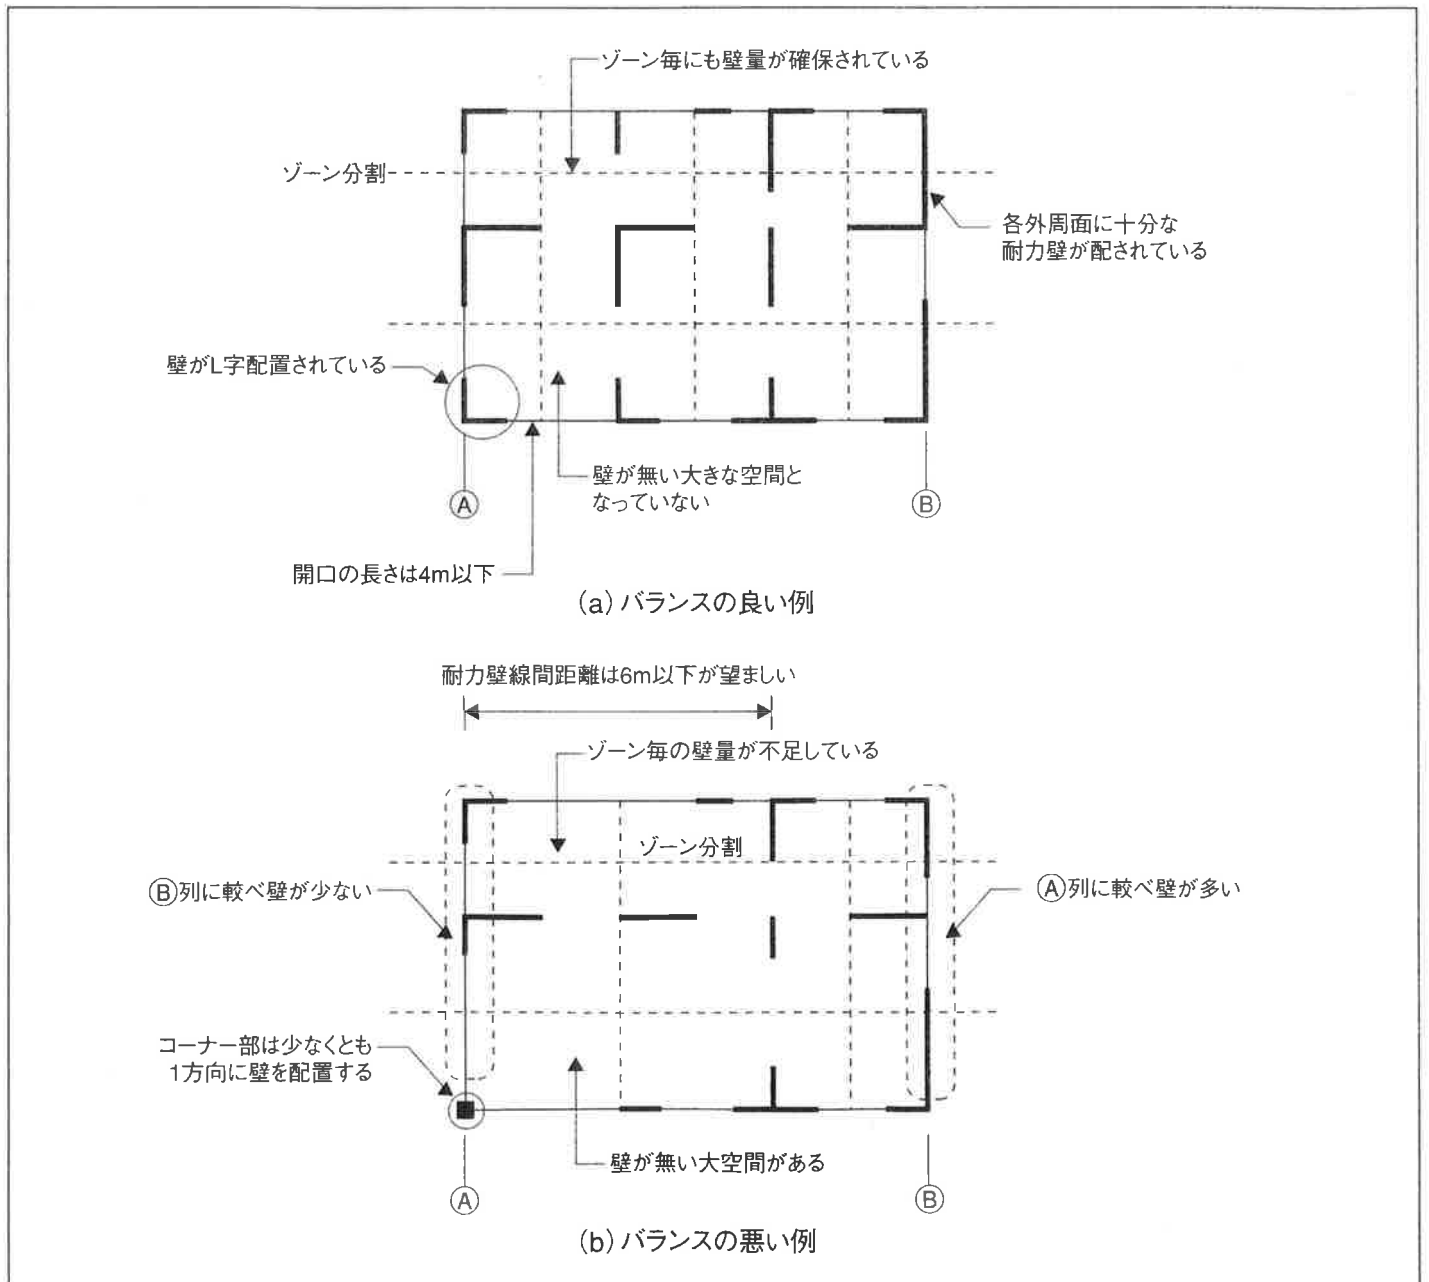 ゾーン毎にも壁量が確保されている
ゾーン分割
各外周面に十分な
耐力壁が配されている
壁がL字配置されている
壁が無い大きな空間と
なっていない
Ⓐ
Ⓑ
開口の長さは4m以下
(a)バランスの良い例
耐力壁線間距離は6m以下が望ましい
ゾーン毎の壁量が不足している
ゾーン分割
Ⓑ列に較べ壁が少ない
Ⓐ列に較べ壁が多い
コーナー部は少なくとも
1方向に壁を配置する
壁が無い大空間がある
Ⓐ
Ⓑ
(b)バランスの悪い例